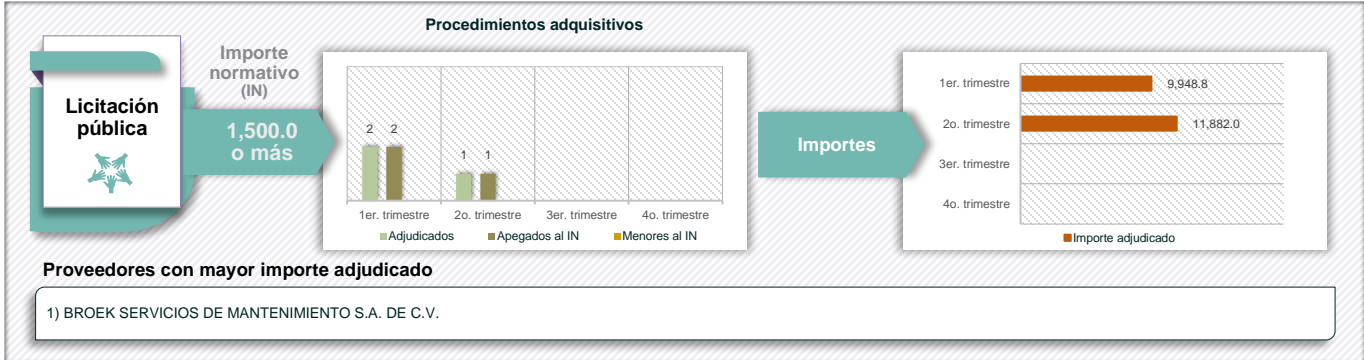 Procedimientos adquisitivos
Licitación
pública
Importe
normativo
(IN)
1,500.0
o más
2 2
1 1
1er. trimestre 2o. trimestre 3er. trimestre 4o. trimestre
Adjudicados Apegados al IN Menores al IN
Importes
1er. trimestre 9,948.8
2o. trimestre 11,882.0
3er. trimestre
4o. trimestre
Importe adjudicado
Proveedores con mayor importe adjudicado
1) BROEK SERVICIOS DE MANTENIMIENTO S.A. DE C.V.